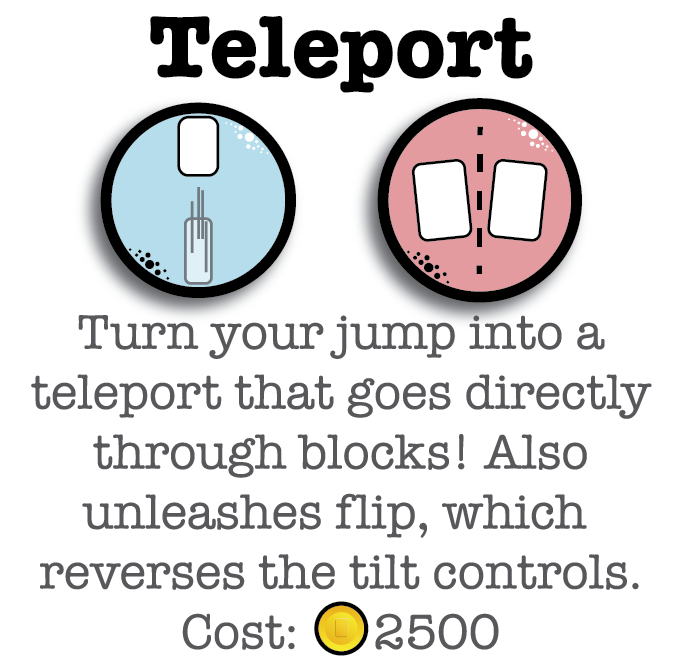 Teleport
Turn your jump into a
teleport that goes directly
through blocks! Also
unleashes flip, which
reverses the tilt controls.
Cost: 2500